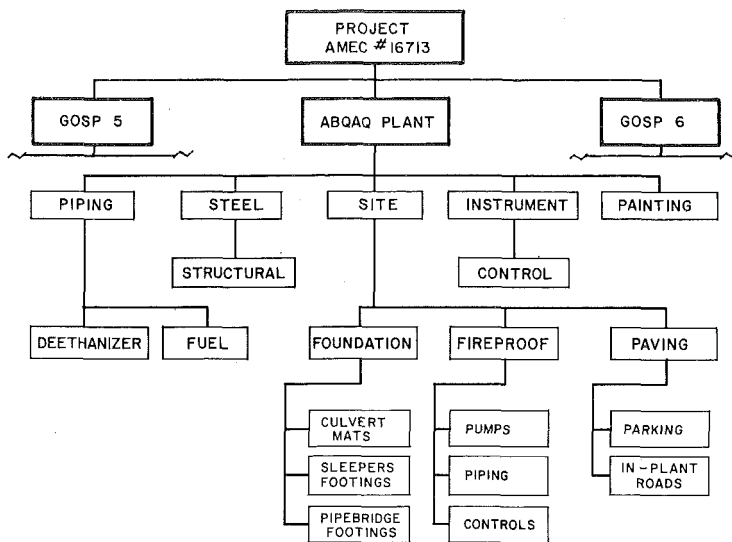 PROJECT
AMEC #16713
GOSP 5
ABQAQ PLANT
GOSP 6
PIPING
STEEL
SITE
INSTRUMENT
PAINTING
STRUCTURAL
CONTROL
DEETHANIZER
FUEL
FOUNDATION
FIREPROOF
PAVING
CULVERT
MATS
PUMPS
PARKING
SLEEPERS
FOOTINGS
PIPING
IN-PLANT
ROADS
PIPEBRIDGE
FOOTINGS
CONTROLS